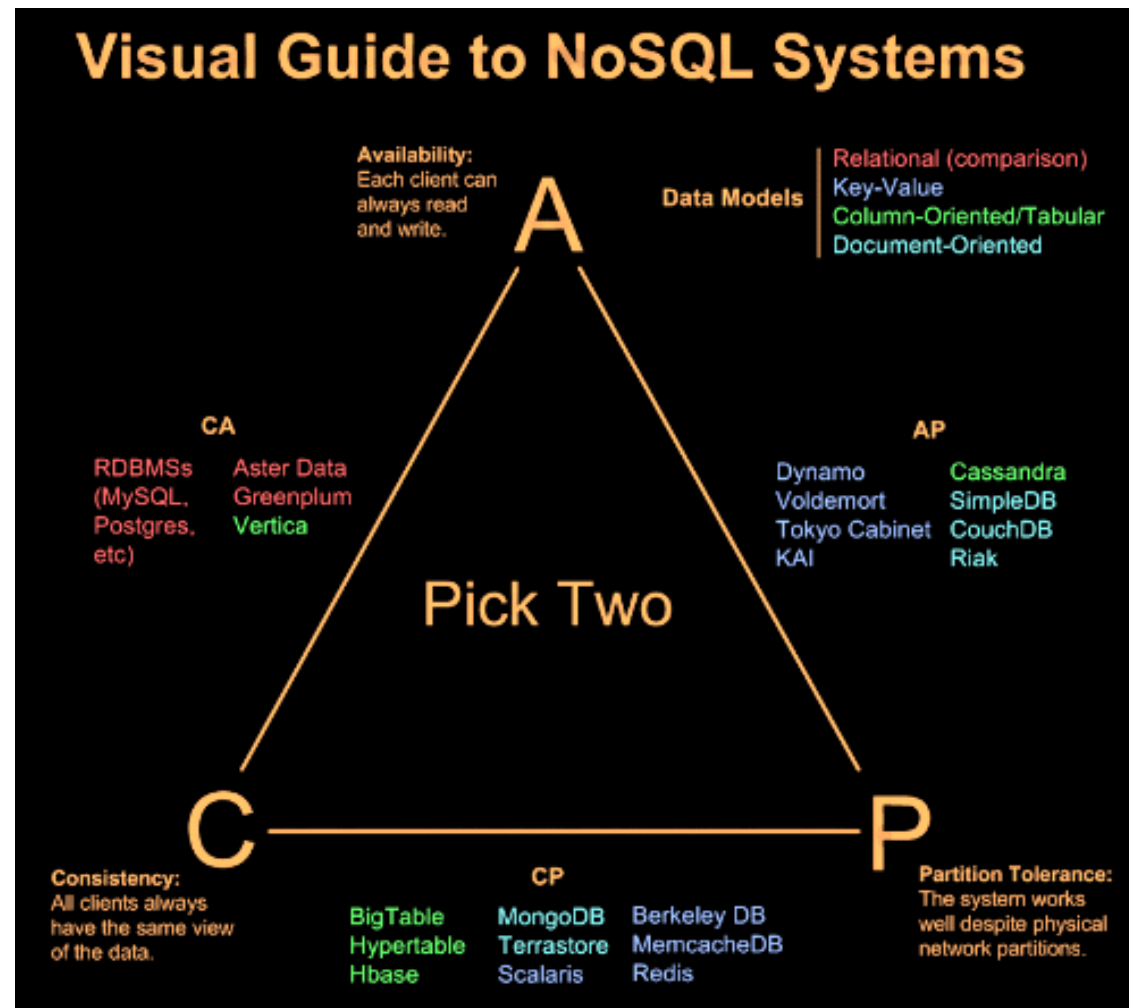 Visual Guide to NoSQL Systems
Availability:
Each client can
always read
and write.
A
Data Models
Relational (comparison)
Key-Value
Column-Oriented/Tabular
Document-Oriented
CA
RDBMSs
(MySQL,
Postgres,
etc)
Aster Data
Greenplum
Vertica
AP
Dynamo
Voldemort
Tokyo Cabinet
KAI
Cassandra
SimpleDB
CouchDB
Riak
Pick Two
C
P
Consistency:
All clients always
have the same view
of the data.
CP
BigTable
Hypertable
Hbase
MongoDB
Terrastore
Scalaris
Berkeley DB
MemcacheDB
Redis
Partition Tolerance:
The system works
well despite physical
network partitions.